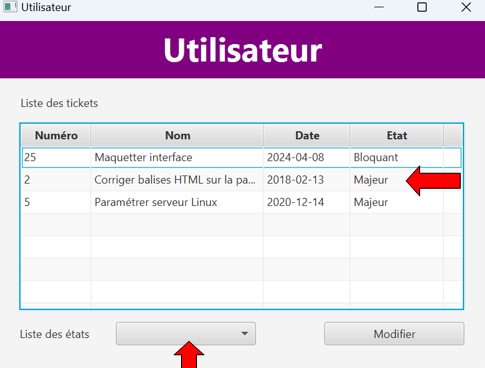 Utilisateur
Utilisateur
Liste des tickets
Numéro Nom Date Etat
25 Maquetter interface 2024-04-08 Bloquant
2 Corriger balises HTML sur la pa... 2018-02-13 Majeur
5 Paramétrer serveur Linux 2020-12-14 Majeur
Liste des états Modifier